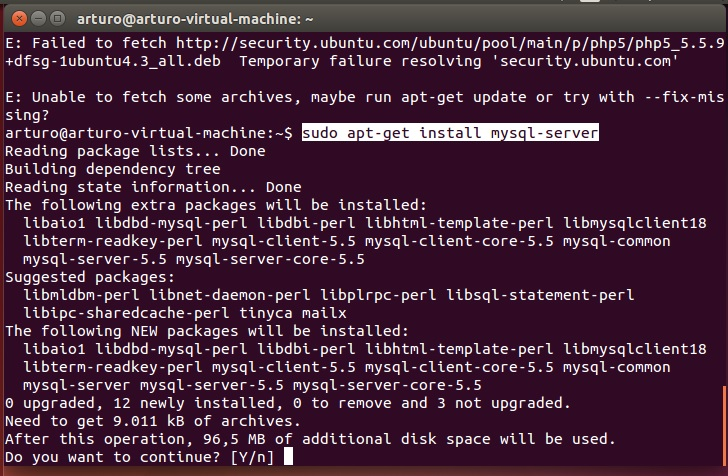 arturo@arturo-virtual-machine: ~
E: Failed to fetch http://security.ubuntu.com/ubuntu/pool/main/p/php5/php5_5.5.9
+dfsg-1ubuntu4.3_all.deb  Temporary failure resolving 'security.ubuntu.com'
E: Unable to fetch some archives, maybe run apt-get update or try with --fix-mis
sing?
arturo@arturo-virtual-machine:~$ sudo apt-get install mysql-server
Reading package lists... Done
Building dependency tree
Reading state information... Done
The following extra packages will be installed:
  libaio1 libdbd-mysql-perl libdbi-perl libhtml-template-perl libmysqlclient18
  libterm-readkey-perl mysql-client-5.5 mysql-client-core-5.5 mysql-common
  mysql-server-5.5 mysql-server-core-5.5
Suggested packages:
  libmldbm-perl libnet-daemon-perl libplrpc-perl libsql-statement-perl
  libipc-sharedcache-perl tinyca mailx
The following NEW packages will be installed:
  libaio1 libdbd-mysql-perl libdbi-perl libhtml-template-perl libmysqlclient18
  libterm-readkey-perl mysql-client-5.5 mysql-client-core-5.5 mysql-common
  mysql-server mysql-server-5.5 mysql-server-core-5.5
0 upgraded, 12 newly installed, 0 to remove and 3 not upgraded.
Need to get 9.011 kB of archives.
After this operation, 96,5 MB of additional disk space will be used.
Do you want to continue? [Y/n]